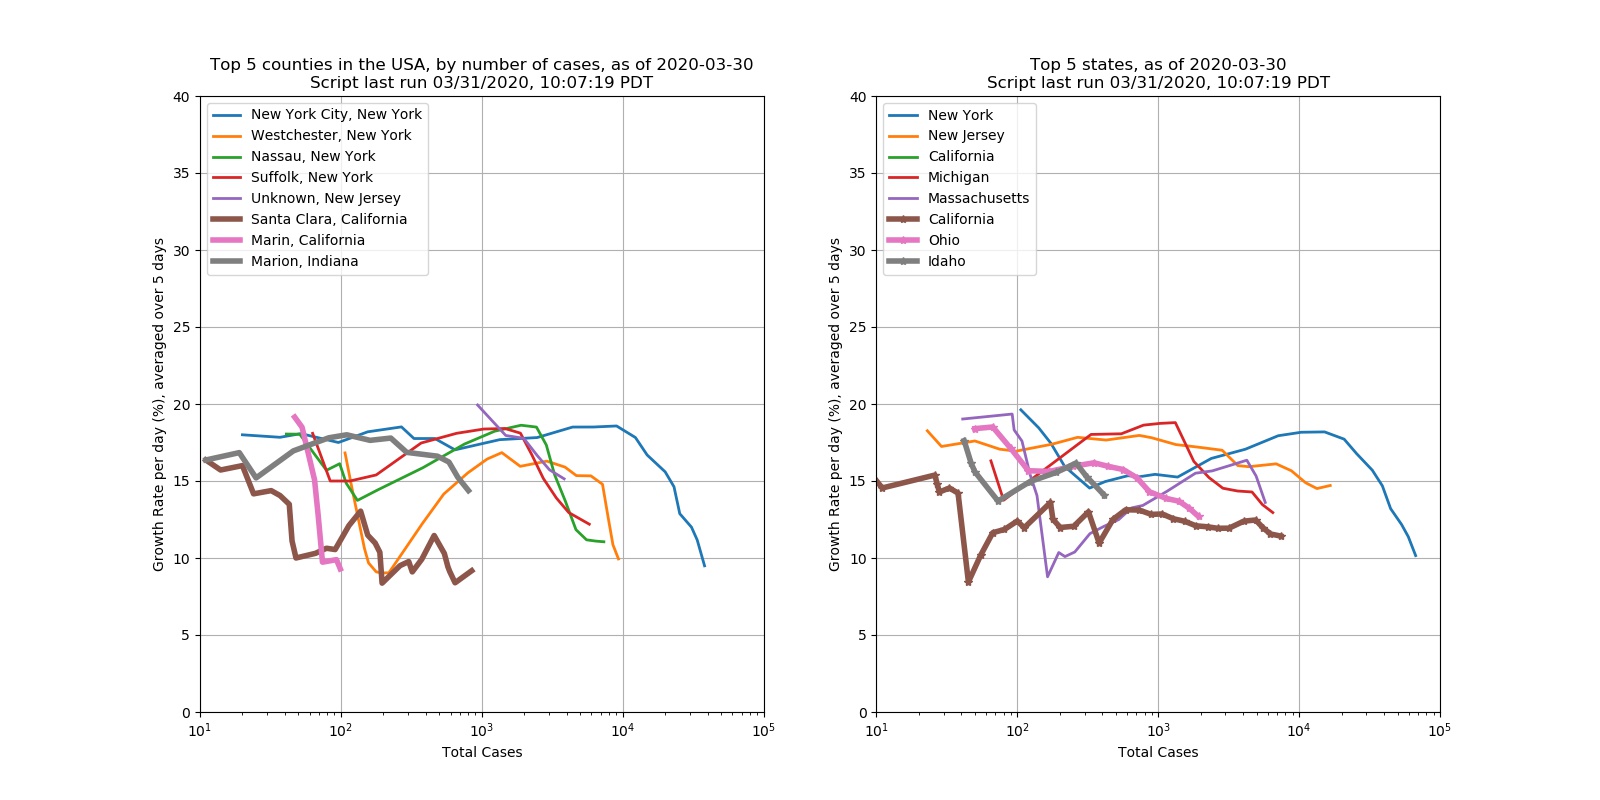 Top 5 counties in the USA, by number of cases, as of 2020-03-30
Script last run 03/31/2020, 10:07:19 PDT
40
35
30
25
20
15
10
5
0
Growth Rate per day (%), averaged over 5 days
New York City, New York
Westchester, New York
Nassau, New York
Suffolk, New York
Unknown, New Jersey
Santa Clara, California
Marin, California
Marion, Indiana
10¹ 10² 10³ 10⁴ 10⁵
Total Cases
Top 5 states, as of 2020-03-30
Script last run 03/31/2020, 10:07:19 PDT
40
35
30
25
20
15
10
5
0
Growth Rate per day (%), averaged over 5 days
New York
New Jersey
California
Michigan
Massachusetts
California
Ohio
Idaho
10¹ 10² 10³ 10⁴ 10⁵
Total Cases